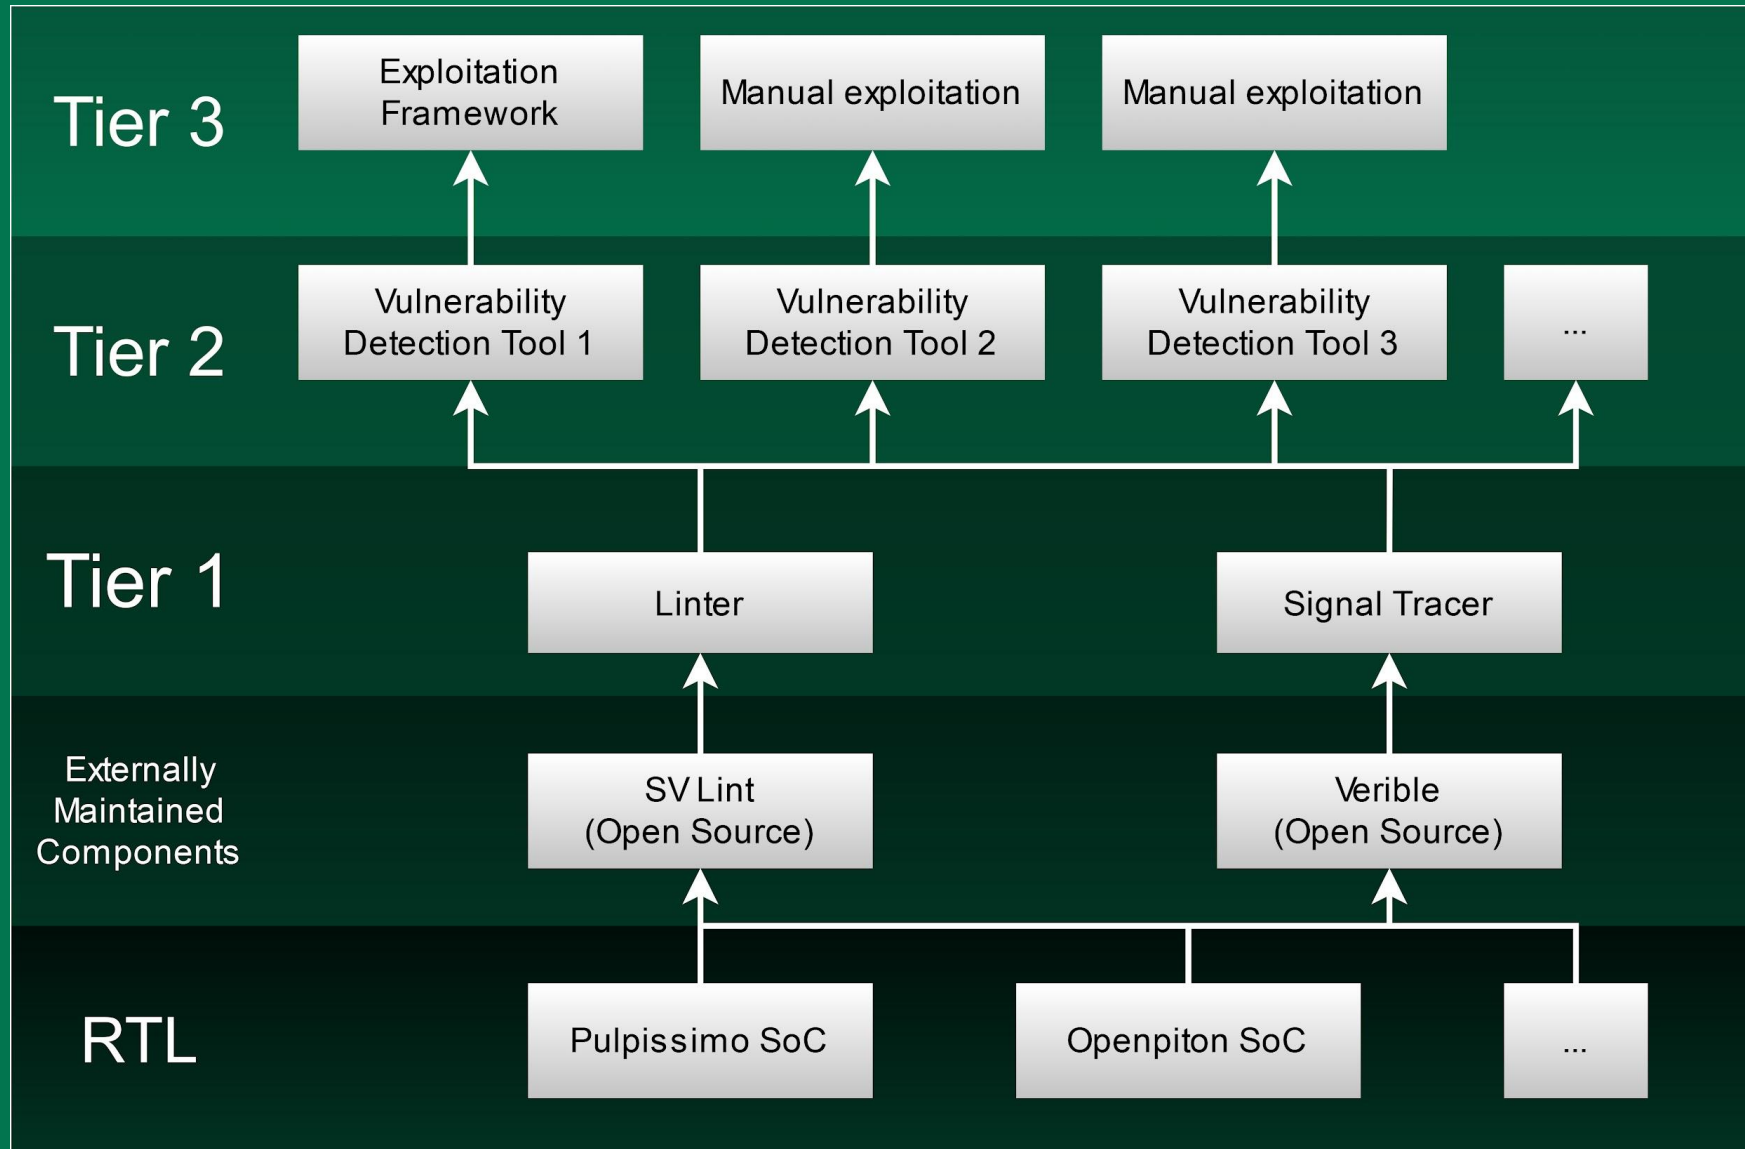 Tier 3
Exploitation
Framework
Manual exploitation
Manual exploitation
Tier 2
Vulnerability
Detection Tool 1
Vulnerability
Detection Tool 2
Vulnerability
Detection Tool 3
...
Tier 1
Linter
Signal Tracer
Externally
Maintained
Components
SV Lint
(Open Source)
Verible
(Open Source)
RTL
Pulpissimo SoC
Openpiton SoC
...